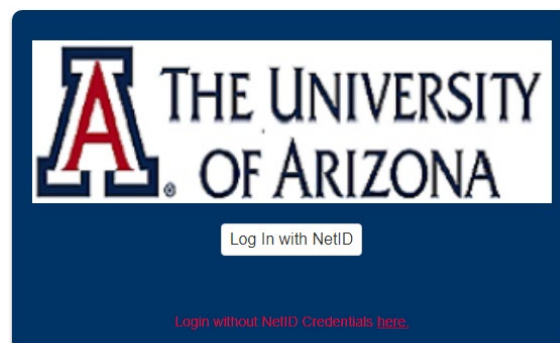 A
THE UNIVERSITY
OF ARIZONA
®
Log In with NetID
Login without NetID Credentials here.